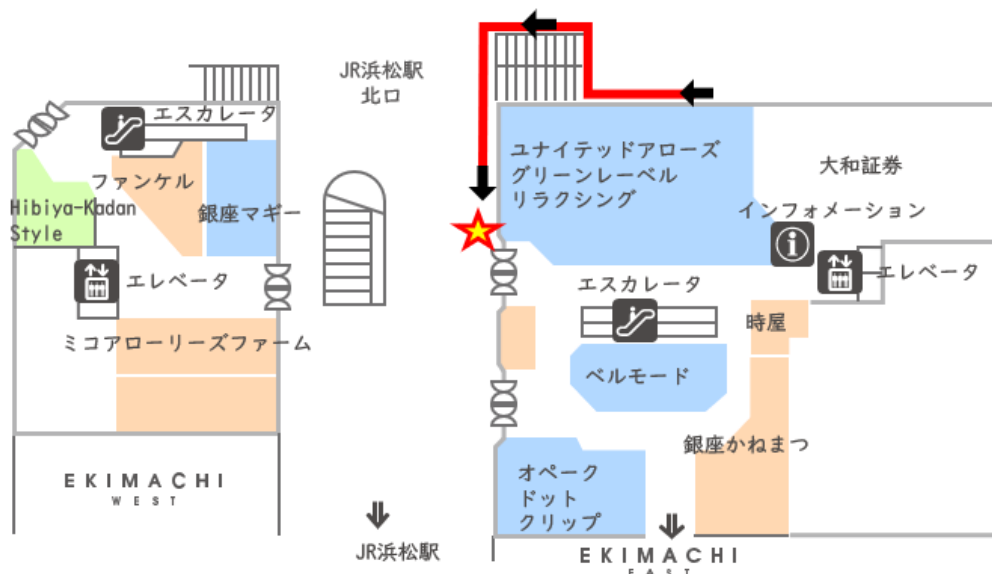 JR浜松駅
北口
エスカレータ
ファンケル
Hibiya-Kadan
Style
銀座マギー
エレベータ
ミコアローリーズファーム
EKIMACHI
WEST
ユナイテッドアローズ
グリーンレーベル
リラクシング
大和証券
インフォメーション
エレベータ
エスカレータ
時屋
ベルモード
銀座かねまつ
オペーク
ドット
クリップ
JR浜松駅
EKIMACHI
EAST